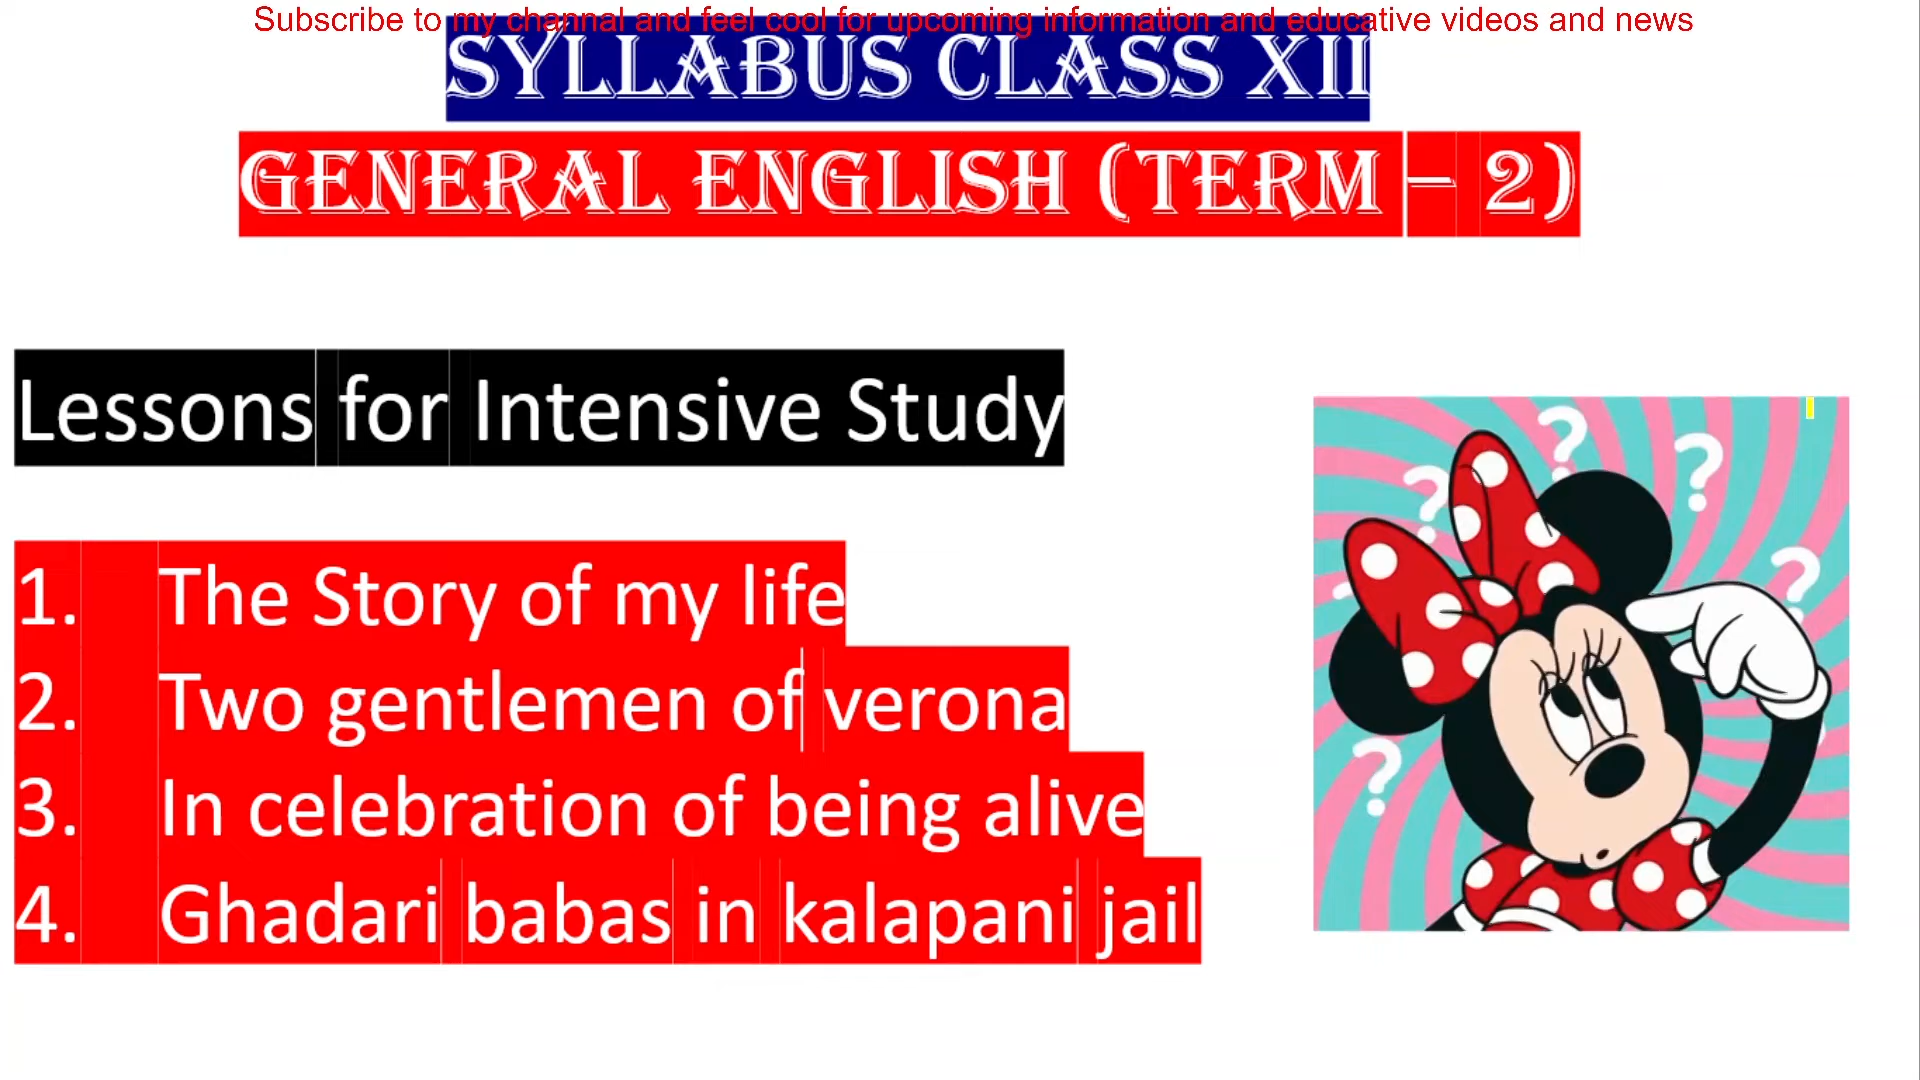 Subscribe to my channal and feel cool for upcoming information and educative videos and news
SYLLABUS CLASS XII
GENERAL ENGLISH (TERM – 2)
Lessons for Intensive Study
1. The Story of my life
2. Two gentlemen of verona
3. In celebration of being alive
4. Ghadari babas in kalapani jail
? ? ? ? ?